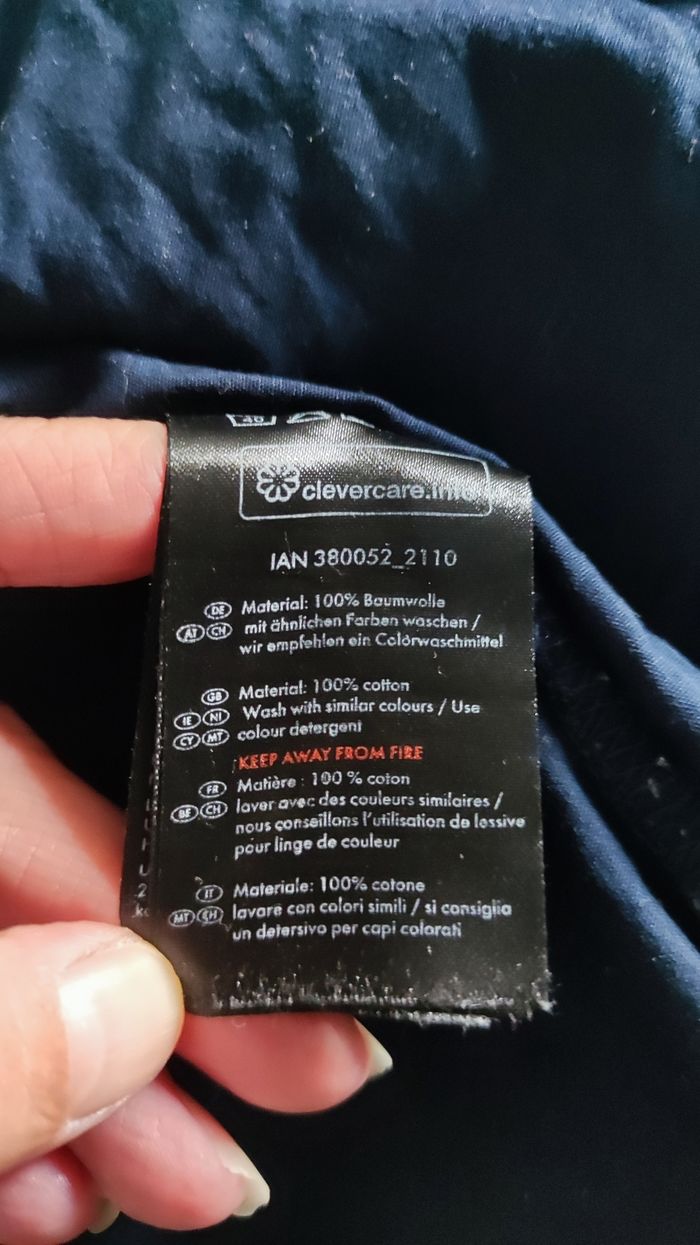 40
clevercare.info
IAN 380052_2110
DE Material: 100% Baumwolle
AT CH mit ähnlichen Farben waschen /
wir empfehlen ein Colorwaschmittel
GB Material: 100% cotton
IE NI Wash with similar colours / Use
CY MT colour detergent
KEEP AWAY FROM FIRE
FR Matière : 100 % coton
BE CH laver avec des couleurs similaires /
nous conseillons l'utilisation de lessive
pour linge de couleur
IT Materiale: 100% cotone
MT CH lavare con colori simili / si consiglia
un detersivo per capi colorati